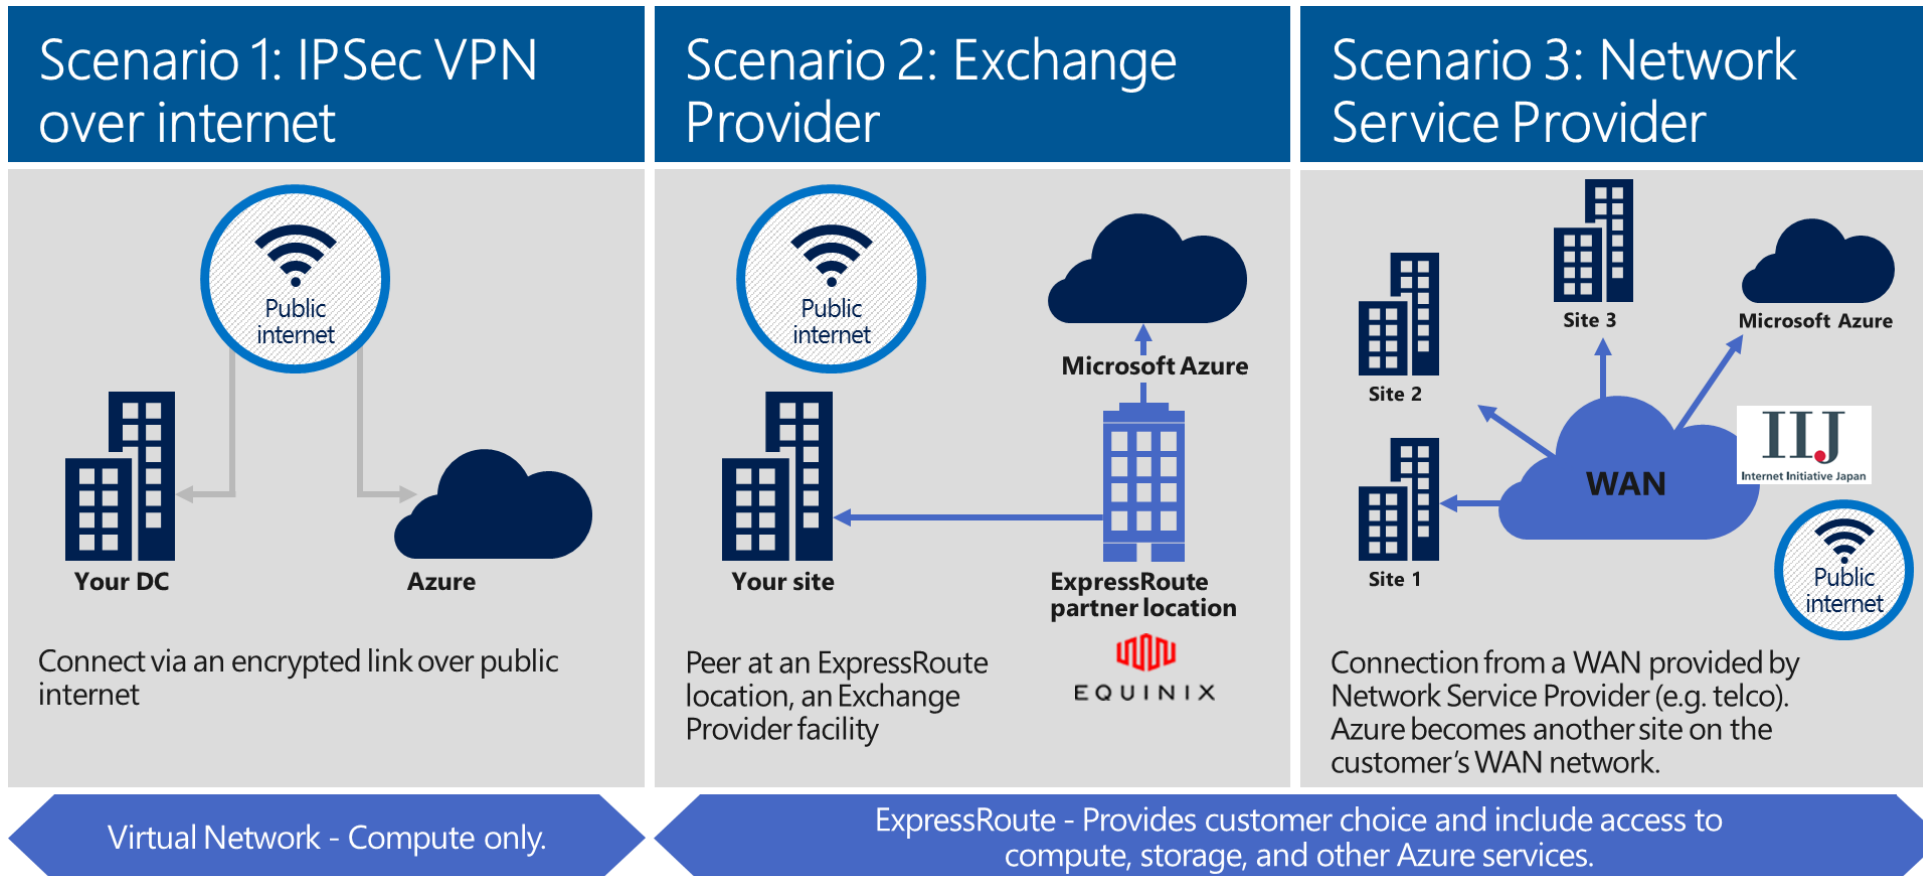 Scenario 1: IPSec VPN
over internet
Public
internet
Your DC
Azure
Connect via an encrypted link over public
internet
Scenario 2: Exchange
Provider
Public
internet
Microsoft Azure
Your site
ExpressRoute
partner location
EQUINIX
Peer at an ExpressRoute
location, an Exchange
Provider facility
Scenario 3: Network
Service Provider
Site 3
Microsoft Azure
Site 2
IIJ
Internet Initiative Japan
WAN
Site 1
Public
internet
Connection from a WAN provided by
Network Service Provider (e.g. telco).
Azure becomes another site on the
customer's WAN network.
Virtual Network - Compute only.
ExpressRoute - Provides customer choice and include access to
compute, storage, and other Azure services.